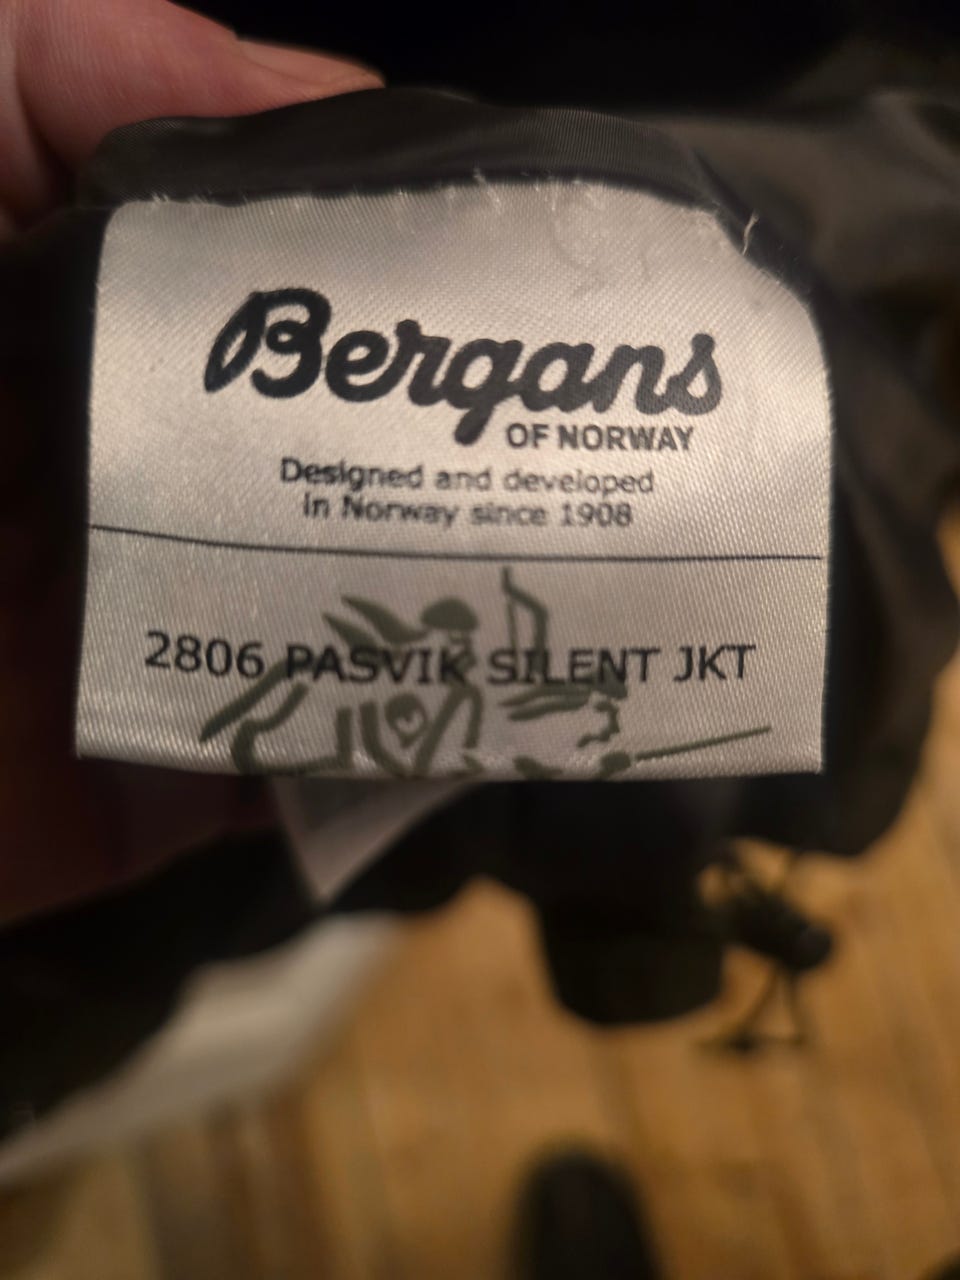 Bergans
OF NORWAY
Designed and developed
in Norway since 1908
2806 PASVIK SILENT JKT